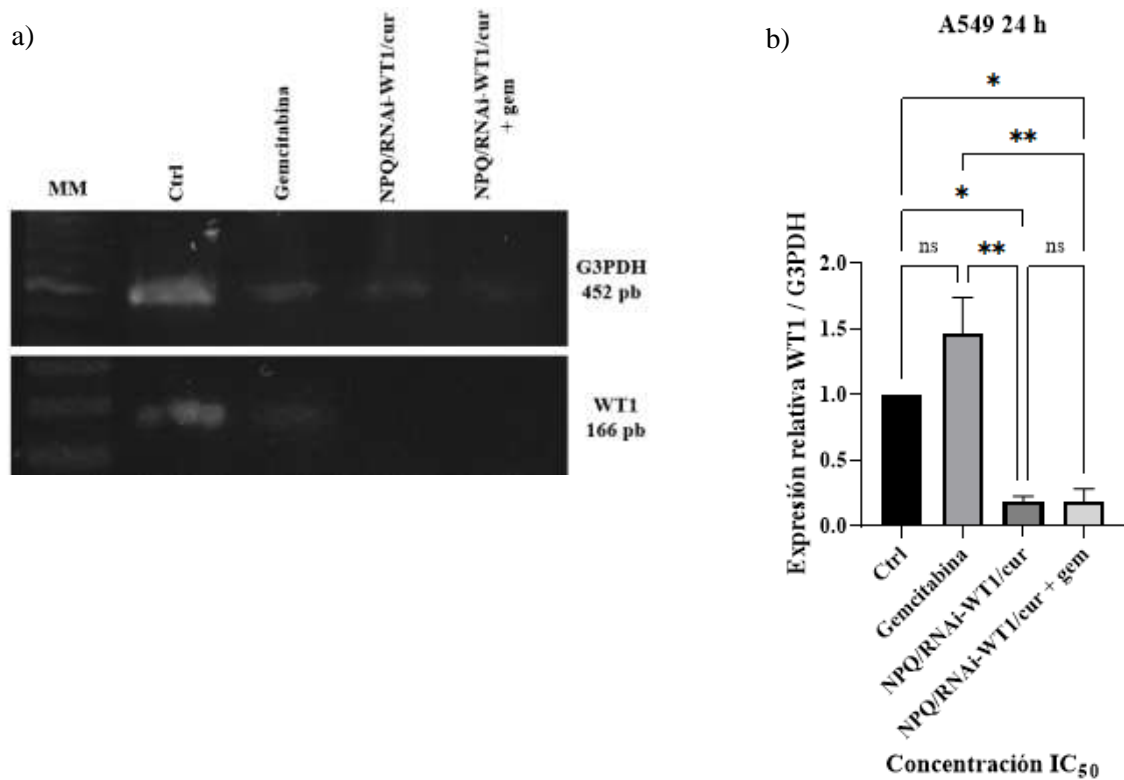 a)
MM
Ctrl
Gemcitabina
NPQ/RNAi-WT1/cur
NPQ/RNAi-WT1/cur
+ gem
G3PDH
452 pb
WT1
166 pb
b)
A549 24 h
*
**
*
ns
**
ns
Expresión relativa WT1 / G3PDH
2.0
1.5
1.0
0.5
0.0
Ctrl
Gemcitabina
NPQ/RNAi-WT1/cur
NPQ/RNAi-WT1/cur + gem
Concentración IC50